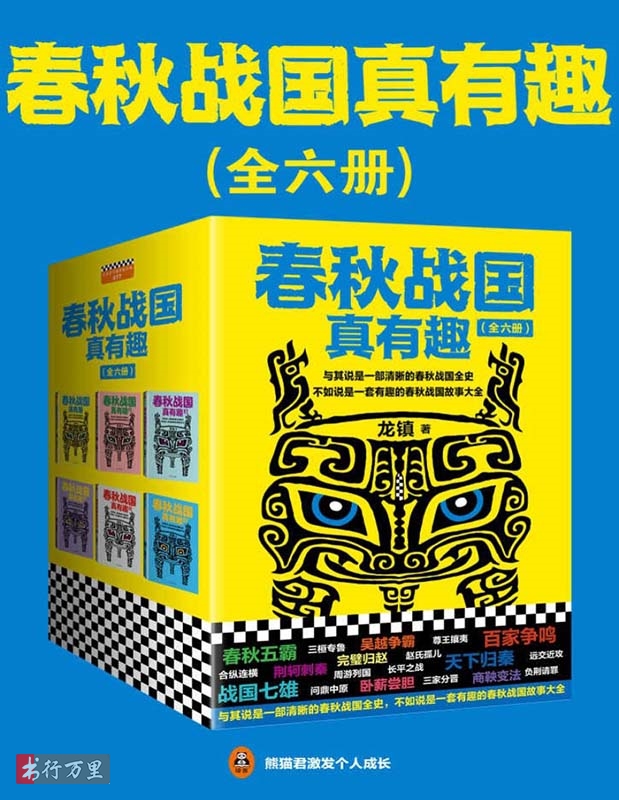 春秋战国真有趣
(全六册)
春秋战国
真有趣
(全六册)
春秋战国
真有趣(全六册)
与其说是一部清晰的春秋战国全史
不如说是一套有趣的春秋战国故事大全
龙镇 著
春秋五霸 三桓专鲁 吴越争霸 尊王攘夷 百家争鸣
合纵连横 荆轲刺秦 完璧归赵 周游列国 赵氏孤儿 长平之战 天下归秦 远交近攻
战国七雄 问鼎中原 卧薪尝胆 三家分晋 商鞅变法 负荆请罪
与其说是一部清晰的春秋战国全史，不如说是一套有趣的春秋战国故事大全
熊猫君激发个人成长
书行万里